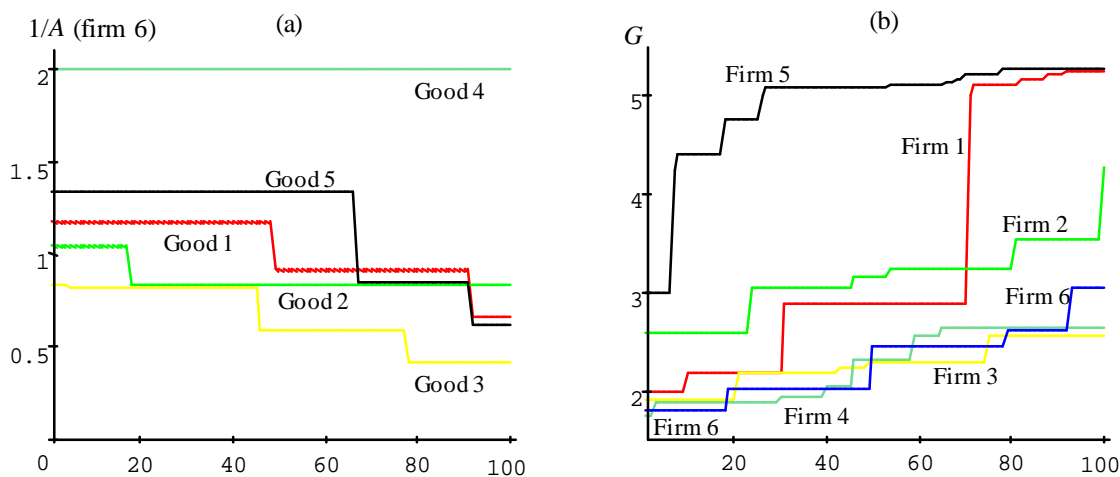 1/A (firm 6)
(a)
2
Good 4
1.5
Good 5
Good 1
1
Good 2
0.5
Good 3
0
20
40
60
80
100
(b)
G
Firm 5
5
Firm 1
4
Firm 2
3
Firm 6
Firm 3
2
Firm 4
Firm 6
20
40
60
80
100